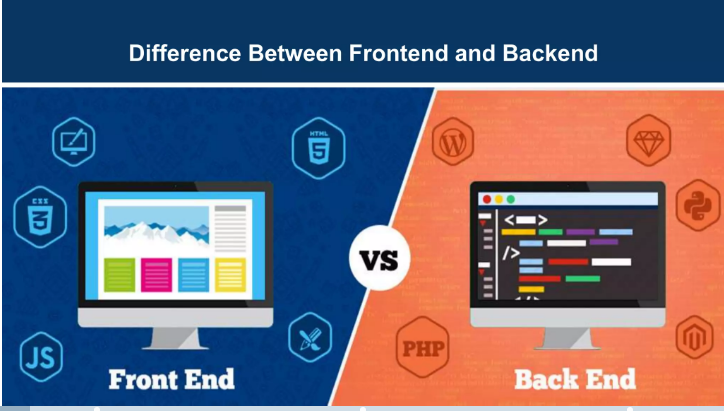 Difference Between Frontend and Backend
HTML
5
CSS
3
JS
VS
PHP
< >
/>
</>
Front End
Back End